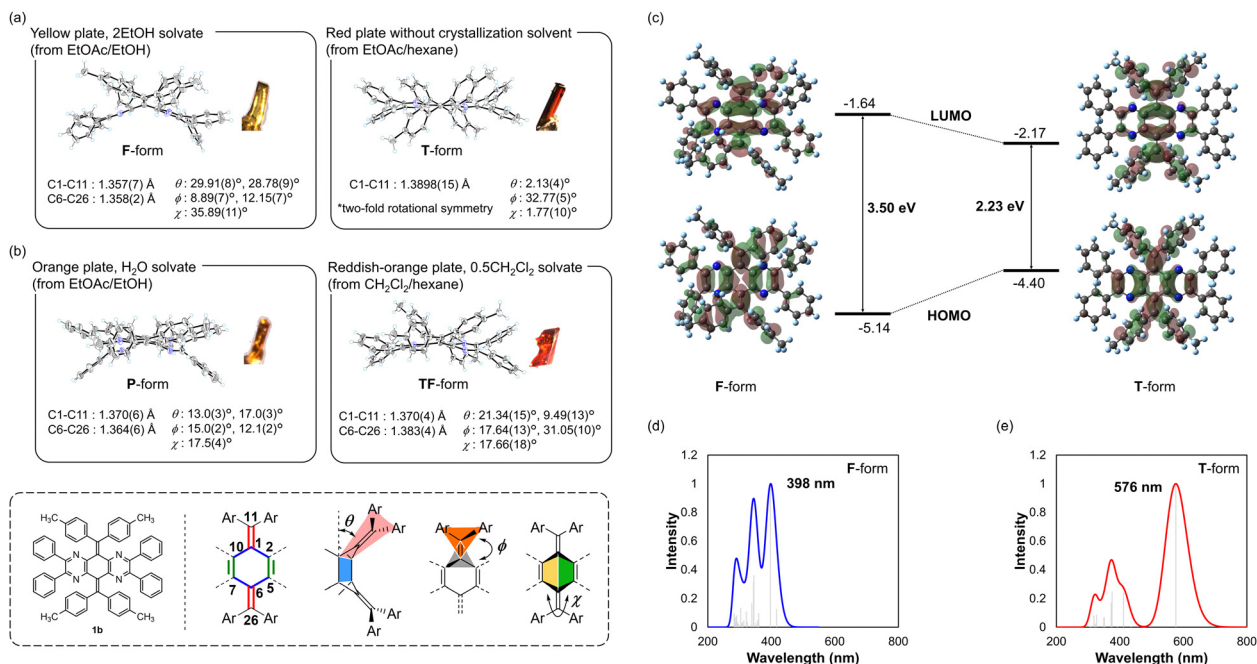 (a)
Yellow plate, 2EtOH solvate
(from EtOAc/EtOH)
F-form
C1-C11 : 1.357(7) Å
C6-C26 : 1.358(2) Å
θ : 29.91(8)°, 28.78(9)°
ϕ : 8.89(7)°, 12.15(7)°
χ : 35.89(11)°
Red plate without crystallization solvent
(from EtOAc/hexane)
T-form
C1-C11 : 1.3898(15) Å
*two-fold rotational symmetry
θ : 2.13(4)°
ϕ : 32.77(5)°
χ : 1.77(10)°
(b)
Orange plate, H2O solvate
(from EtOAc/EtOH)
P-form
C1-C11 : 1.370(6) Å
C6-C26 : 1.364(6) Å
θ : 13.0(3)°, 17.0(3)°
ϕ : 15.0(2)°, 12.1(2)°
χ : 17.5(4)°
Reddish-orange plate, 0.5CH2Cl2 solvate
(from CH2Cl2/hexane)
TF-form
C1-C11 : 1.370(4) Å
C6-C26 : 1.383(4) Å
θ : 21.34(15)°, 9.49(13)°
ϕ : 17.64(13)°, 31.05(10)°
χ : 17.66(18)°
H3C
CH3
H3C
CH3
1b
11
Ar
Ar
1
10
2
7
5
6
Ar
Ar
26
θ
Ar
Ar
Ar
Ar
Ar
Ar
ϕ
Ar
Ar
Ar
Ar
χ
(c)
-1.64
LUMO
-2.17
3.50 eV
2.23 eV
-4.40
HOMO
-5.14
F-form
T-form
(d)
F-form
398 nm
Intensity
1.2
1
0.8
0.6
0.4
0.2
0
200
400
600
800
Wavelength (nm)
(e)
T-form
576 nm
Intensity
1.2
1
0.8
0.6
0.4
0.2
0
200
400
600
800
Wavelength (nm)